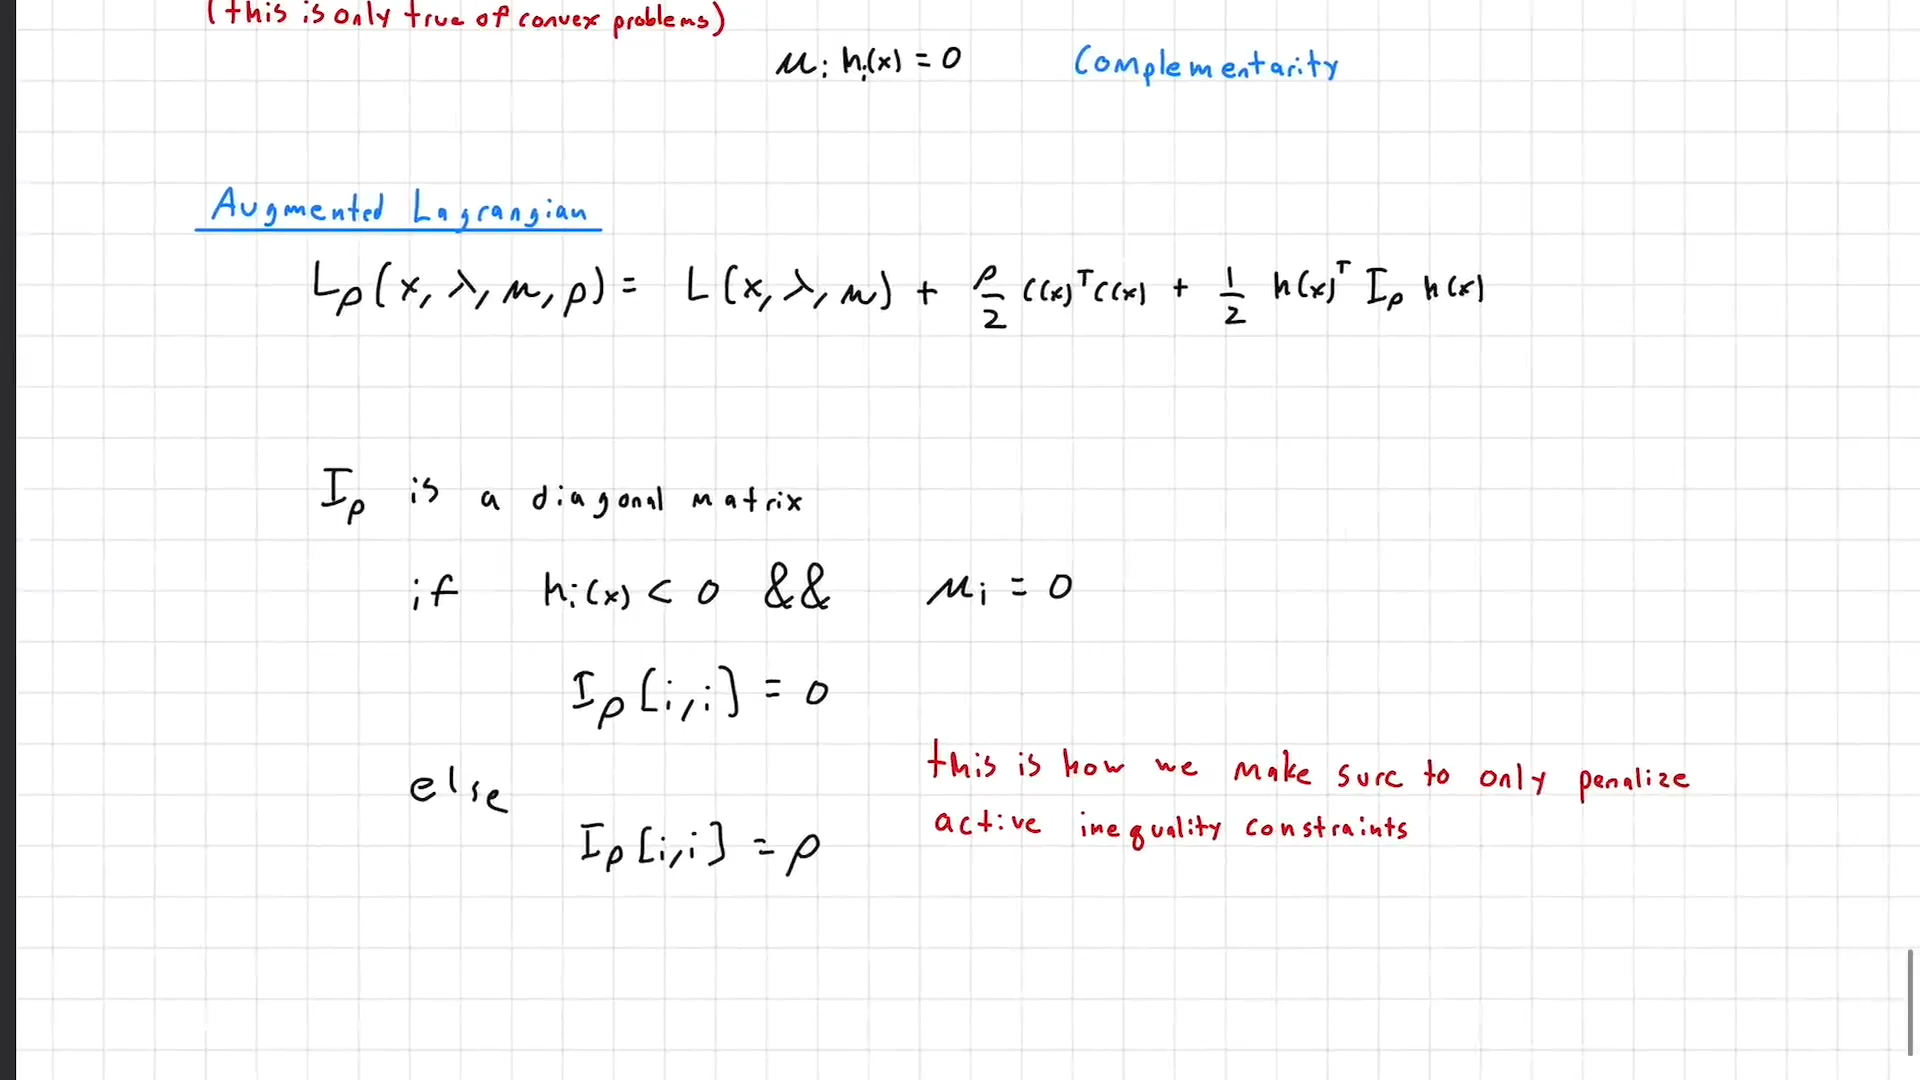 (this is only true of convex problems)
μᵢ hᵢ(x) = 0 Complementarity
Augmented Lagrangian
Lρ(x, λ, μ, ρ) = L(x, λ, μ) + ρ/2 c(x)ᵀc(x) + 1/2 h(x)ᵀ Iρ h(x)
Iρ is a diagonal matrix
if hᵢ(x) < 0 && μᵢ = 0
Iρ[i,i] = 0
else
this is how we make sure to only penalize
active inequality constraints
Iρ[i,i] = ρ